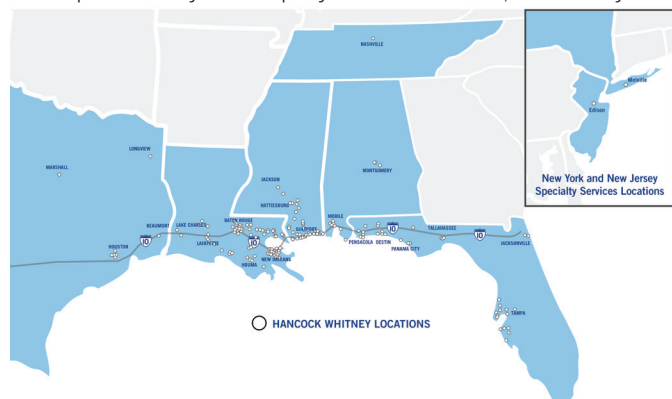 NASHVILLE
Melville
Edison
New York and New Jersey
Specialty Services Locations
LONGVIEW
MARSHALL
JACKSON
MONTGOMERY
HATTIESBURG
BEAUMONT
LAKE CHARLES
BATON ROUGE
GULFPORT
MOBILE
TALLAHASSEE
JACKSONVILLE
HOUSTON
10
LAFAYETTE
10
10
10
PENSACOLA
DESTIN
PANAMA CITY
NEW ORLEANS
HOUMA
TAMPA
HANCOCK WHITNEY LOCATIONS